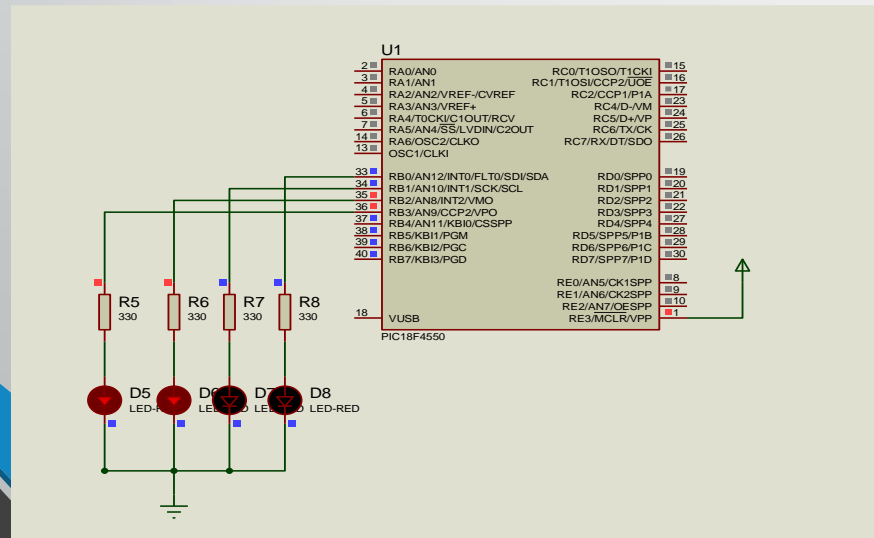 U1
2 RA0/AN0
3 RA1/AN1
4 RA2/AN2/VREF-/CVREF
5 RA3/AN3/VREF+
6 RA4/T0CKI/C1OUT/RCV
7 RA5/AN4/SS/LVDIN/C2OUT
14 RA6/OSC2/CLKO
13 OSC1/CLKI
33 RB0/AN12/INT0/FLT0/SDI/SDA
34 RB1/AN10/INT1/SCK/SCL
35 RB2/AN8/INT2/VMO
36 RB3/AN9/CCP2/VPO
37 RB4/AN11/KBI0/CSSPP
38 RB5/KBI1/PGM
39 RB6/KBI2/PGC
40 RB7/KBI3/PGD
18 VUSB
RC0/T1OSO/T1CKI 15
RC1/T1OSI/CCP2/UOE 16
RC2/CCP1/P1A 17
RC4/D-/VM 23
RC5/D+/VP 24
RC6/TX/CK 25
RC7/RX/DT/SDO 26
RD0/SPP0 19
RD1/SPP1 20
RD2/SPP2 21
RD3/SPP3 22
RD4/SPP4 27
RD5/SPP5/P1B 28
RD6/SPP6/P1C 29
RD7/SPP7/P1D 30
RE0/AN5/CK1SPP 8
RE1/AN6/CK2SPP 9
RE2/AN7/OESPP 10
RE3/MCLR/VPP 1
PIC18F4550
R5
330
R6
330
R7
330
R8
330
D5
D8
LED-RED